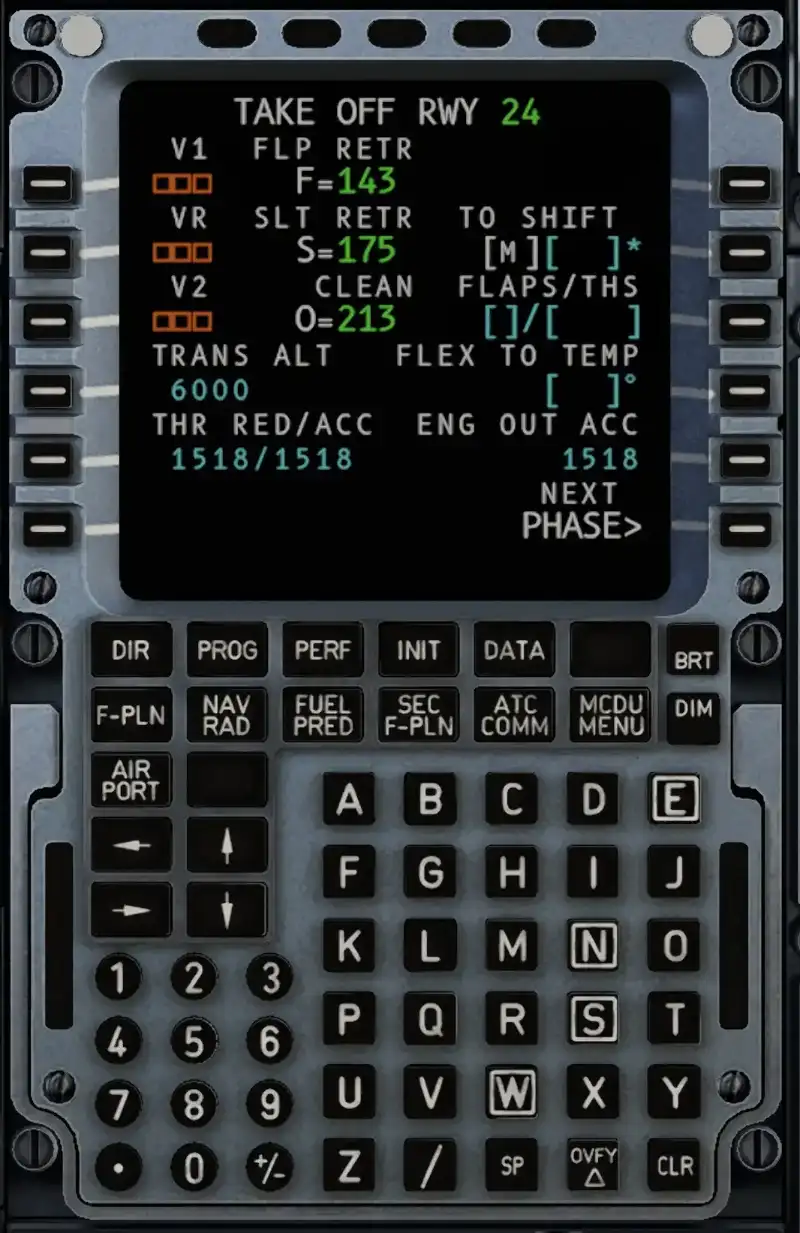 TAKE OFF RWY 24
V1 FLP RETR
F=143
VR SLT RETR TO SHIFT
S=175 [M][ ]*
V2 CLEAN FLAPS/THS
O=213 []/[ ]
TRANS ALT FLEX TO TEMP
6000 [ ]°
THR RED/ACC ENG OUT ACC
1518/1518 1518
NEXT
PHASE>
DIR PROG PERF INIT DATA BRT
F-PLN NAV RAD FUEL PRED SEC F-PLN ATC COMM MCDU MENU DIM
AIR PORT
← ↑
→ ↓
A B C D E
F G H I J
K L M N O
P Q R S T
U V W X Y
Z / SP OVFY △ CLR
1 2 3
4 5 6
7 8 9
. 0 +/-